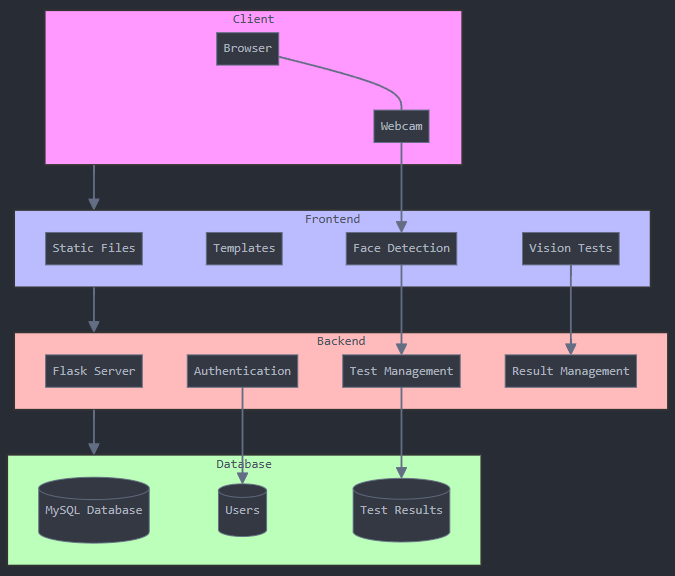 Client
Browser
Webcam
Frontend
Static Files
Templates
Face Detection
Vision Tests
Backend
Flask Server
Authentication
Test Management
Result Management
Database
MySQL Database
Users
Test Results